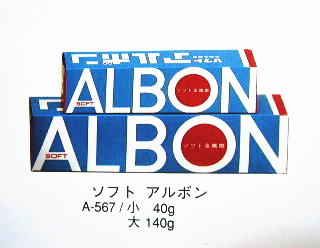 ALBON
SOFT
ソフト金属磨
ALBON
SOFT
ソフト金属磨
ソフト アルボン
A-567 / 小 40g
大 140g